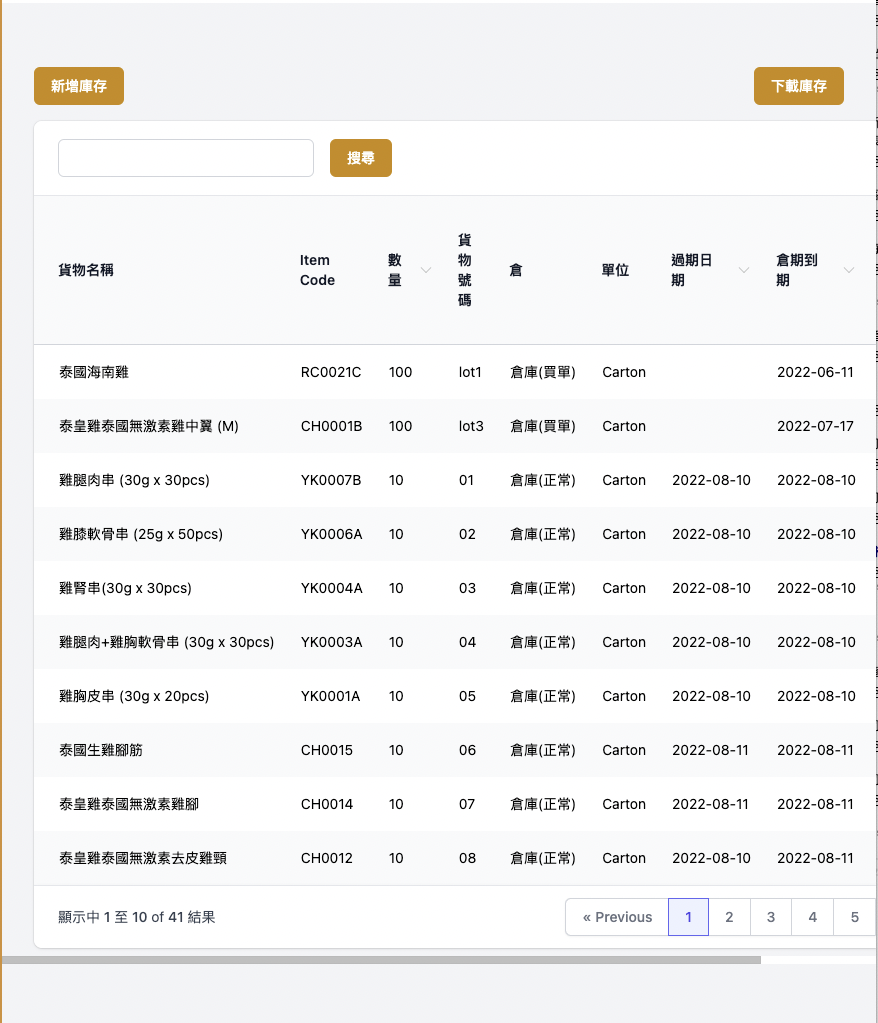 新增庫存 下載庫存
搜尋
貨物名稱 Item Code 數量 貨物號碼 倉 單位 過期日期 倉期到期
泰國海南雞 RC0021C 100 lot1 倉庫(買單) Carton 2022-06-11
泰皇雞泰國無激素雞中翼 (M) CH0001B 100 lot3 倉庫(買單) Carton 2022-07-17
雞腿肉串 (30g x 30pcs) YK0007B 10 01 倉庫(正常) Carton 2022-08-10 2022-08-10
雞膝軟骨串 (25g x 50pcs) YK0006A 10 02 倉庫(正常) Carton 2022-08-10 2022-08-10
雞腎串(30g x 30pcs) YK0004A 10 03 倉庫(正常) Carton 2022-08-10 2022-08-10
雞腿肉+雞胸軟骨串 (30g x 30pcs) YK0003A 10 04 倉庫(正常) Carton 2022-08-10 2022-08-10
雞胸皮串 (30g x 20pcs) YK0001A 10 05 倉庫(正常) Carton 2022-08-10 2022-08-10
泰國生雞腳筋 CH0015 10 06 倉庫(正常) Carton 2022-08-11 2022-08-11
泰皇雞泰國無激素雞腳 CH0014 10 07 倉庫(正常) Carton 2022-08-11 2022-08-11
泰皇雞泰國無激素去皮雞頸 CH0012 10 08 倉庫(正常) Carton 2022-08-10 2022-08-11
顯示中 1 至 10 of 41 結果 « Previous 1 2 3 4 5